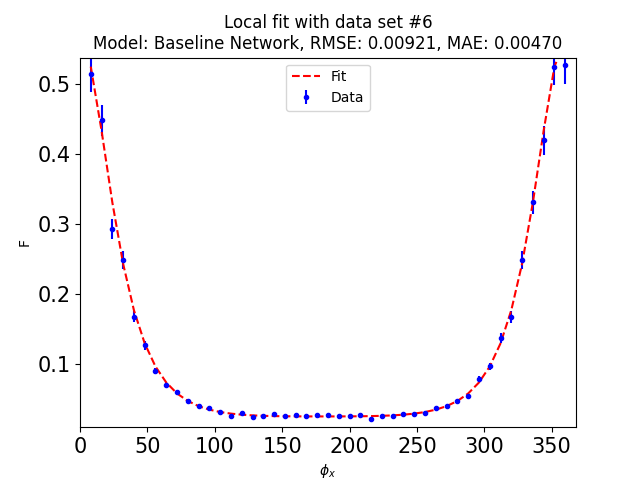 Local fit with data set #6
Model: Baseline Network, RMSE: 0.00921, MAE: 0.00470
Fit
Data
F
0.5
0.4
0.3
0.2
0.1
0 50 100 150 200 250 300 350
ϕx